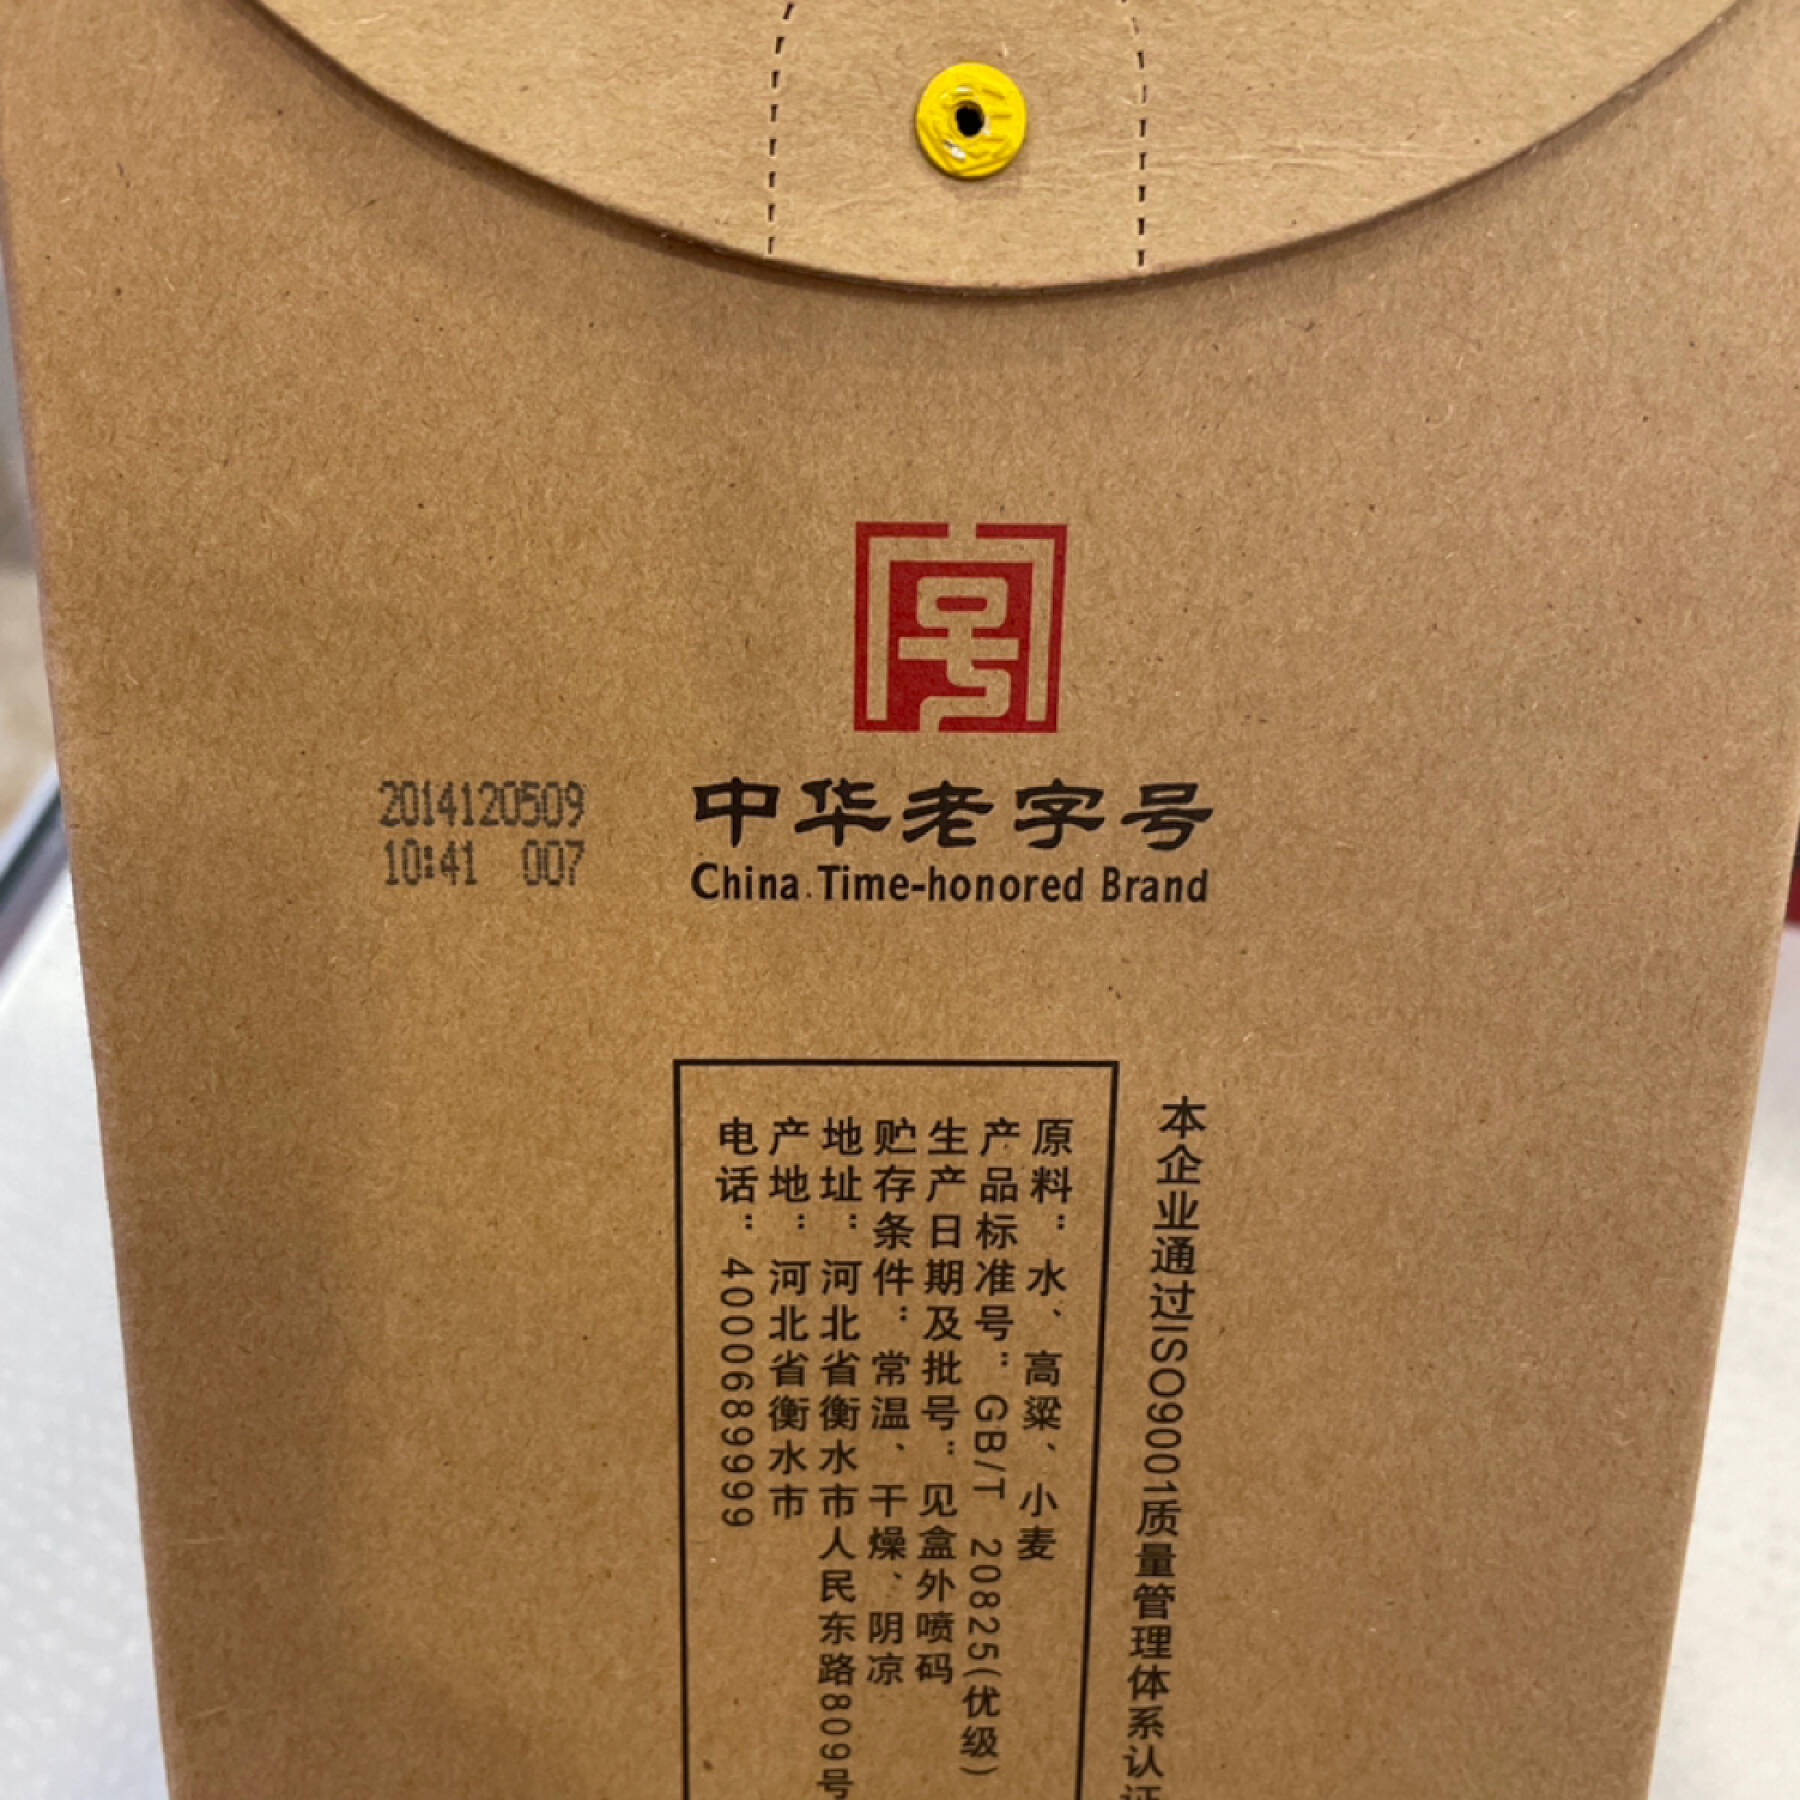 号
2014120509
10:41 007
中华老字号
China Time-honored Brand
本企业通过ISO9001质量管理体系认证
原料：水、高粱、小麦
产品标准号：GB/T 20825(优级)
生产日期及批号：见盒外喷码
贮存条件：常温、干燥、阴凉
地址：河北省衡水市人民东路809号
产地：河北省衡水市
电话：4000689999